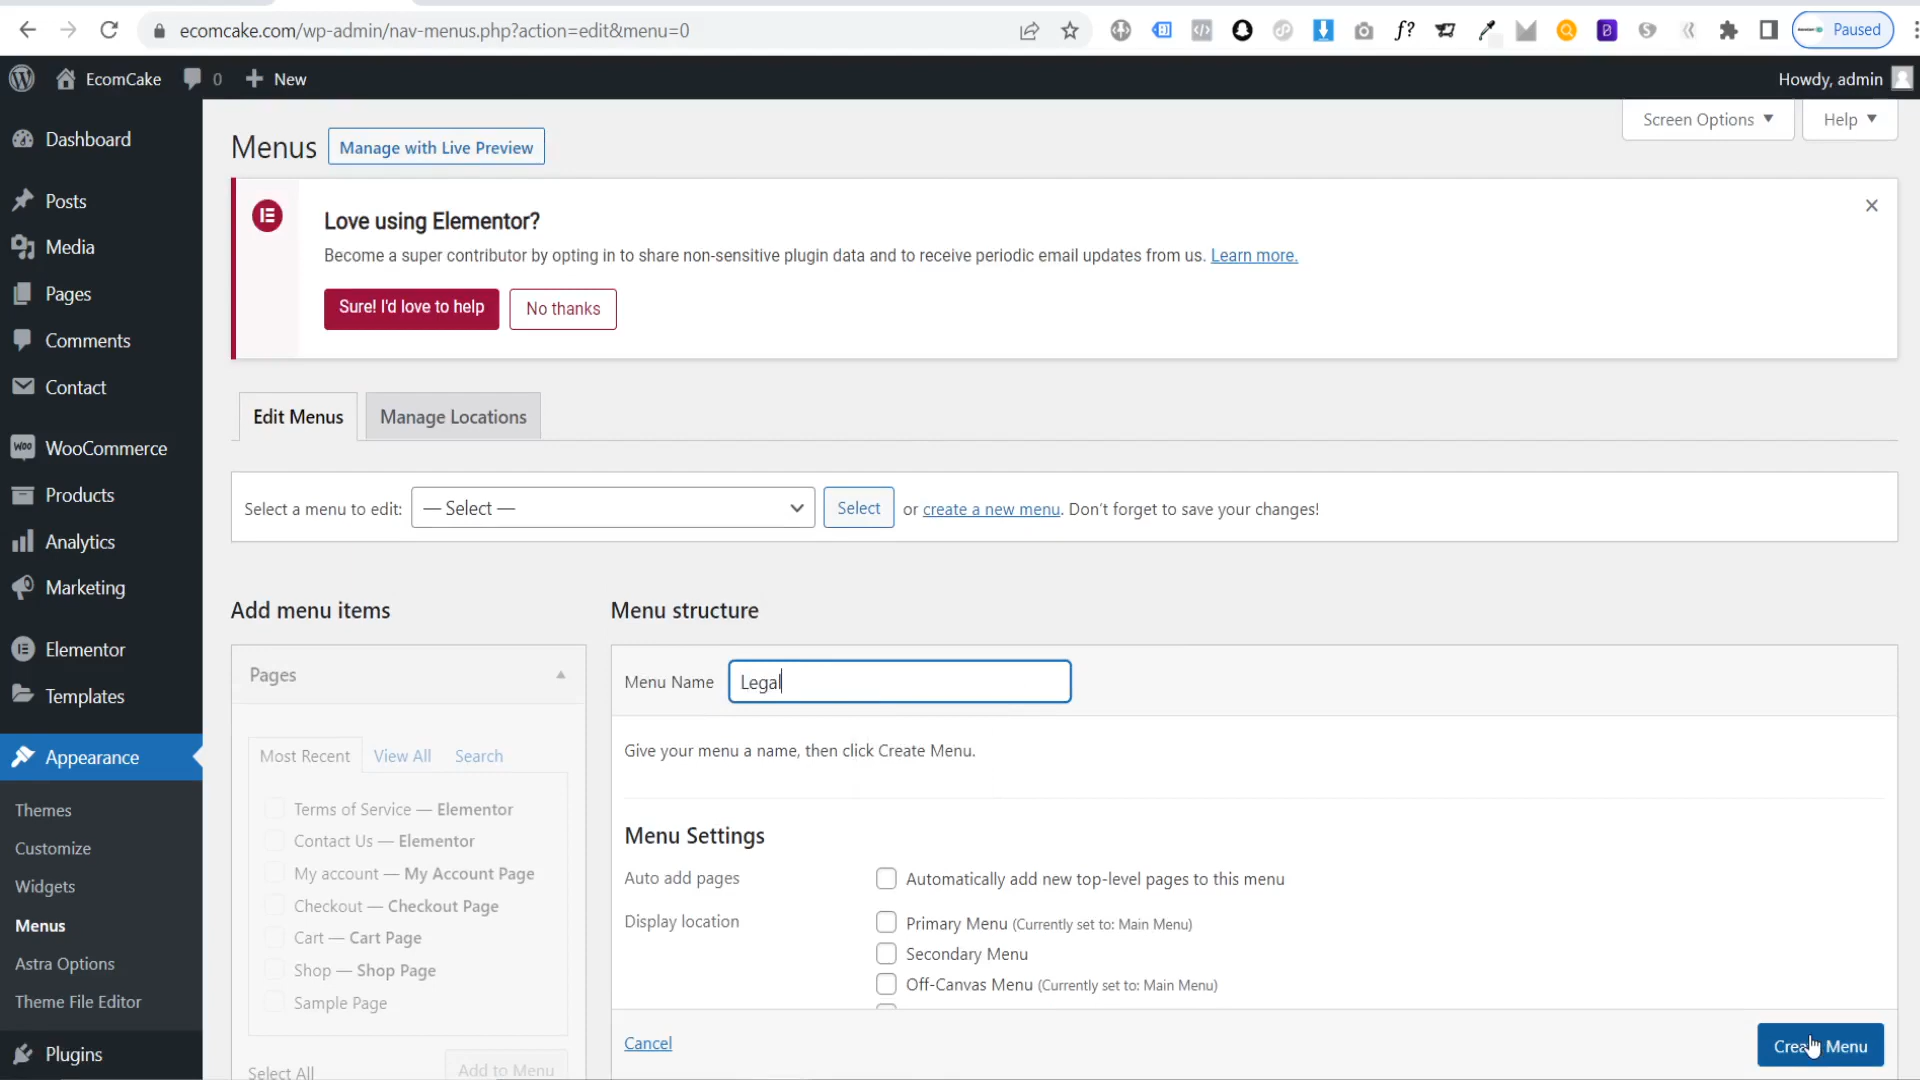 ecomcake.com/wp-admin/nav-menus.php?action=edit&menu=0
Paused
EcomCake
0
New
Howdy, admin
Dashboard
Posts
Media
Pages
Comments
Contact
WooCommerce
Products
Analytics
Marketing
Elementor
Templates
Appearance
Themes
Customize
Widgets
Menus
Astra Options
Theme File Editor
Plugins
Screen Options
Help
Menus
Manage with Live Preview
Love using Elementor?
Become a super contributor by opting in to share non-sensitive plugin data and to receive periodic email updates from us. Learn more.
Sure! I'd love to help
No thanks
Edit Menus
Manage Locations
Select a menu to edit: — Select — Select or create a new menu. Don't forget to save your changes!
Add menu items
Pages
Most Recent View All Search
Terms of Service — Elementor
Contact Us — Elementor
My account — My Account Page
Checkout — Checkout Page
Cart — Cart Page
Shop — Shop Page
Sample Page
Select All
Add to Menu
Menu structure
Menu Name Legal
Give your menu a name, then click Create Menu.
Menu Settings
Auto add pages
Automatically add new top-level pages to this menu
Display location
Primary Menu (Currently set to: Main Menu)
Secondary Menu
Off-Canvas Menu (Currently set to: Main Menu)
Cancel
Create Menu